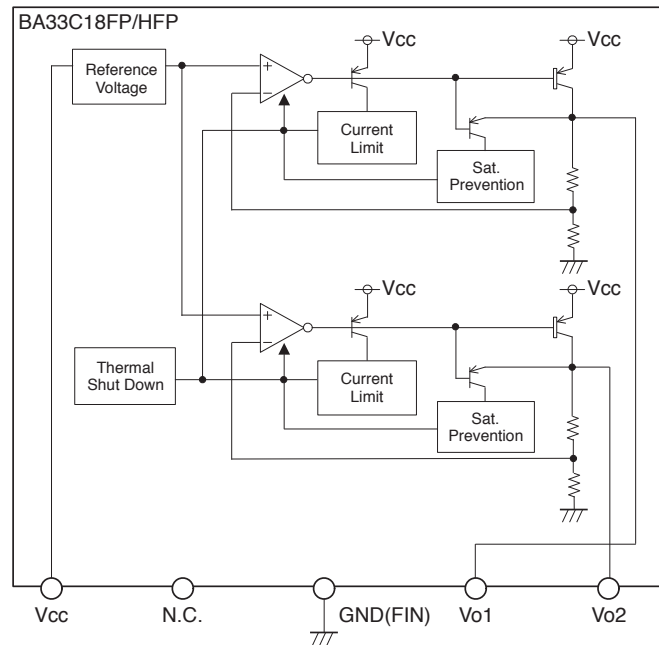 BA33C18FP/HFP
Vcc
Vcc
Reference
Voltage
+
−
Current
Limit
Sat.
Prevention
Vcc
Vcc
+
−
Thermal
Shut Down
Current
Limit
Sat.
Prevention
Vcc
N.C.
GND(FIN)
Vo1
Vo2